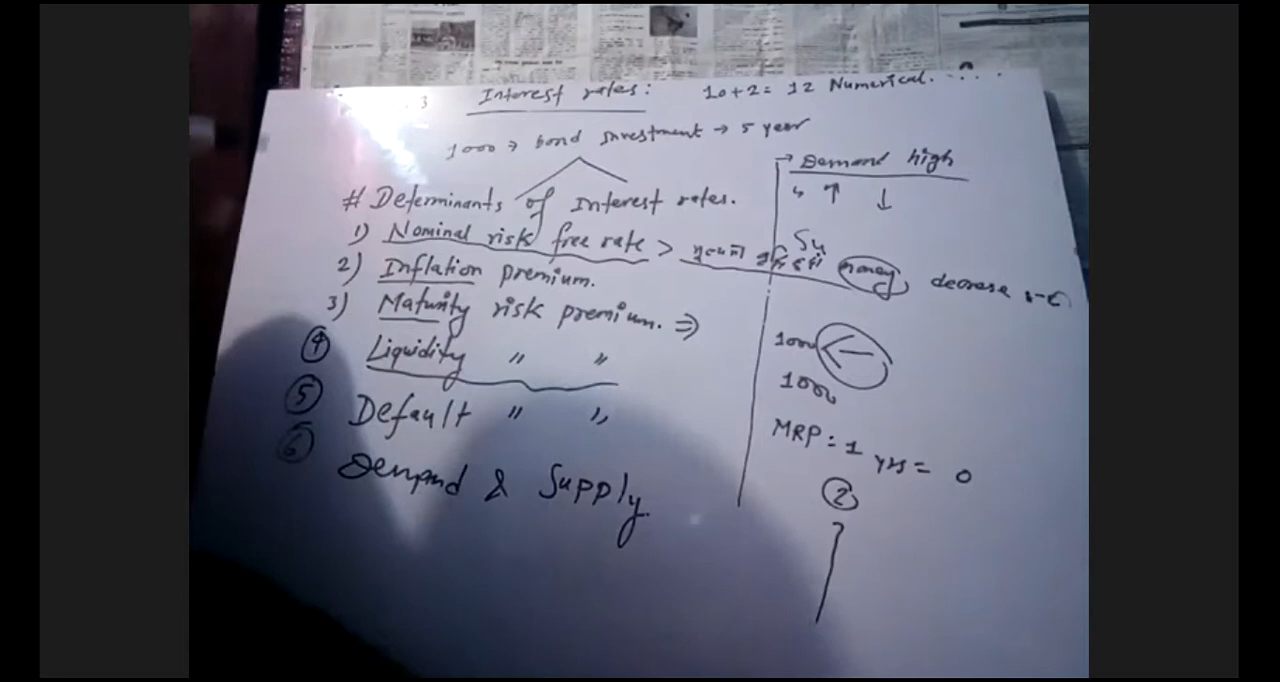 3 Interest rates: 10+2= 12 Numerical. . . . .
1000 → bond Investment → 5 year
# Determinants of Interest rates.
1) Nominal risk free rate >
2) Inflation premium.
3) Maturity risk premium. ⇒
4 Liquidity " "
5 Default " "
6 Demand & Supply.
→ Demand high
↳ ↑ ↓
Su
money decrease
1000 ←
1000
MRP = 1 yrs = 0
2